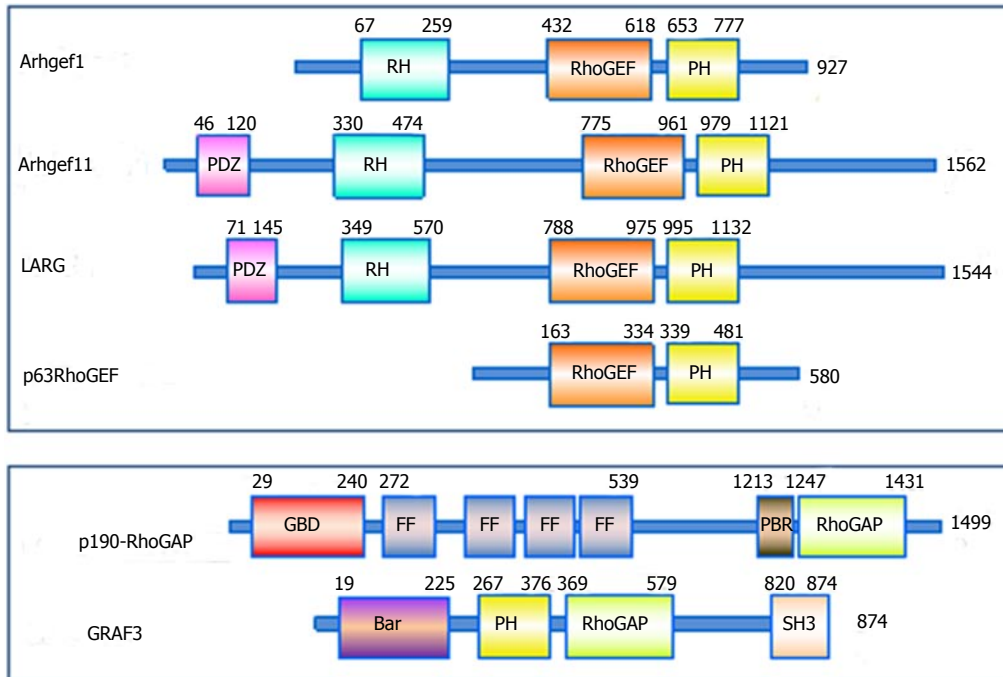 67 259 432 618 653 777
Arhgef1 RH RhoGEF PH 927
46 120 330 474 775 961 979 1121
Arhgef11 PDZ RH RhoGEF PH 1562
71 145 349 570 788 975 995 1132
LARG PDZ RH RhoGEF PH 1544
163 334 339 481
p63RhoGEF RhoGEF PH 580
29 240 272 539 1213 1247 1431
p190-RhoGAP GBD FF FF FF FF PBR RhoGAP 1499
19 225 267 376 369 579 820 874
GRAF3 Bar PH RhoGAP SH3 874